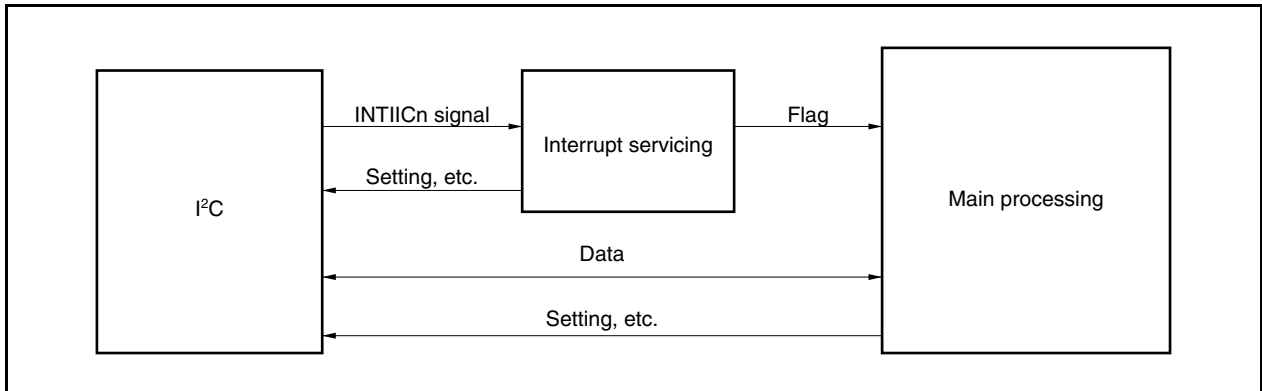 INTIICn signal
Flag
Interrupt servicing
Setting, etc.
I²C
Main processing
Data
Setting, etc.